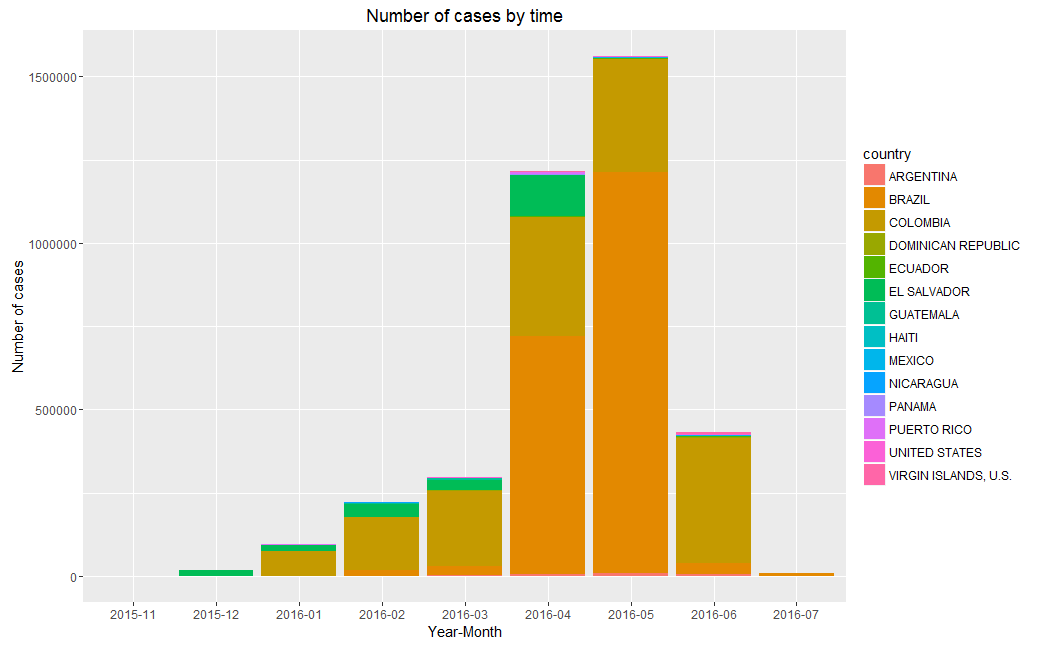 Number of cases by time
Number of cases
1500000
1000000
500000
0
2015-11 2015-12 2016-01 2016-02 2016-03 2016-04 2016-05 2016-06 2016-07
Year-Month
country
ARGENTINA
BRAZIL
COLOMBIA
DOMINICAN REPUBLIC
ECUADOR
EL SALVADOR
GUATEMALA
HAITI
MEXICO
NICARAGUA
PANAMA
PUERTO RICO
UNITED STATES
VIRGIN ISLANDS, U.S.